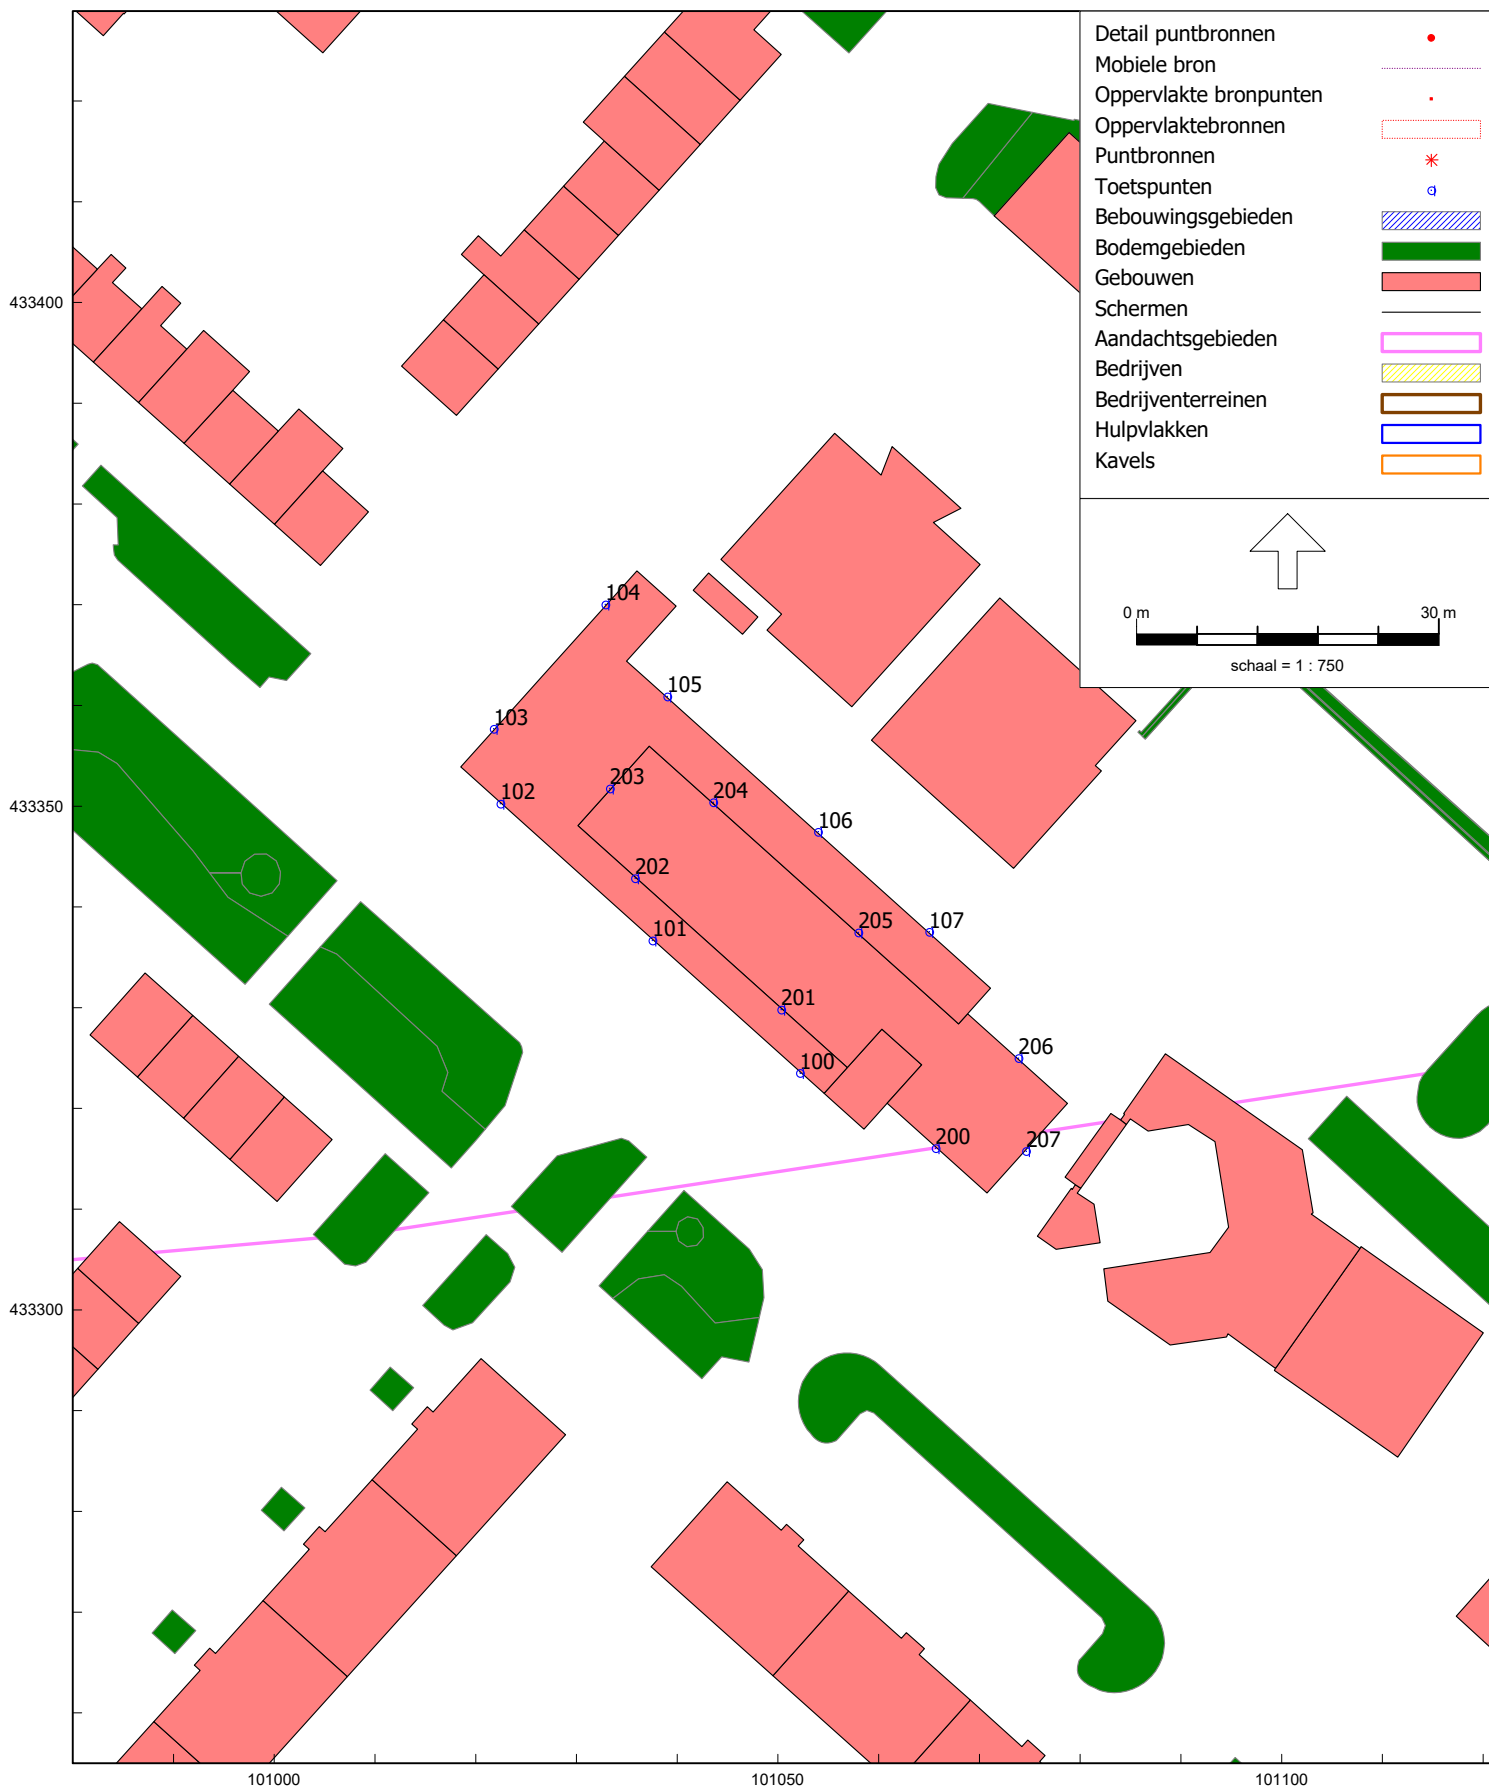 Detail puntbronnen
Mobiele bron
Oppervlakte bronpunten
Oppervlaktebronnen
Puntbronnen
Toetspunten
Bebouwingsgebieden
Bodemgebieden
Gebouwen
Schermen
Aandachtsgebieden
Bedrijven
Bedrijventerreinen
Hulpvlakken
Kavels
0 m 30 m
schaal = 1 : 750
433400
104
105
103
203
102
204
433350
106
202
101
205
107
201
206
100
200
207
433300
101000 101050 101100